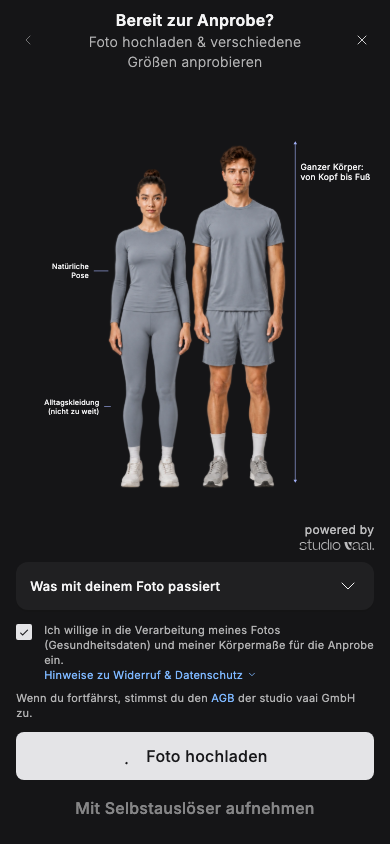 Bereit zur Anprobe?
Foto hochladen & verschiedene
Größen anprobieren
Ganzer Körper:
von Kopf bis Fuß
Natürliche
Pose
Alltagskleidung
(nicht zu weit)
powered by
studio vaai.
Was mit deinem Foto passiert
Ich willige in die Verarbeitung meines Fotos
(Gesundheitsdaten) und meiner Körpermaße für die Anprobe
ein.
Hinweise zu Widerruf & Datenschutz
Wenn du fortfährst, stimmst du den AGB der studio vaai GmbH
zu.
Foto hochladen
Mit Selbstauslöser aufnehmen